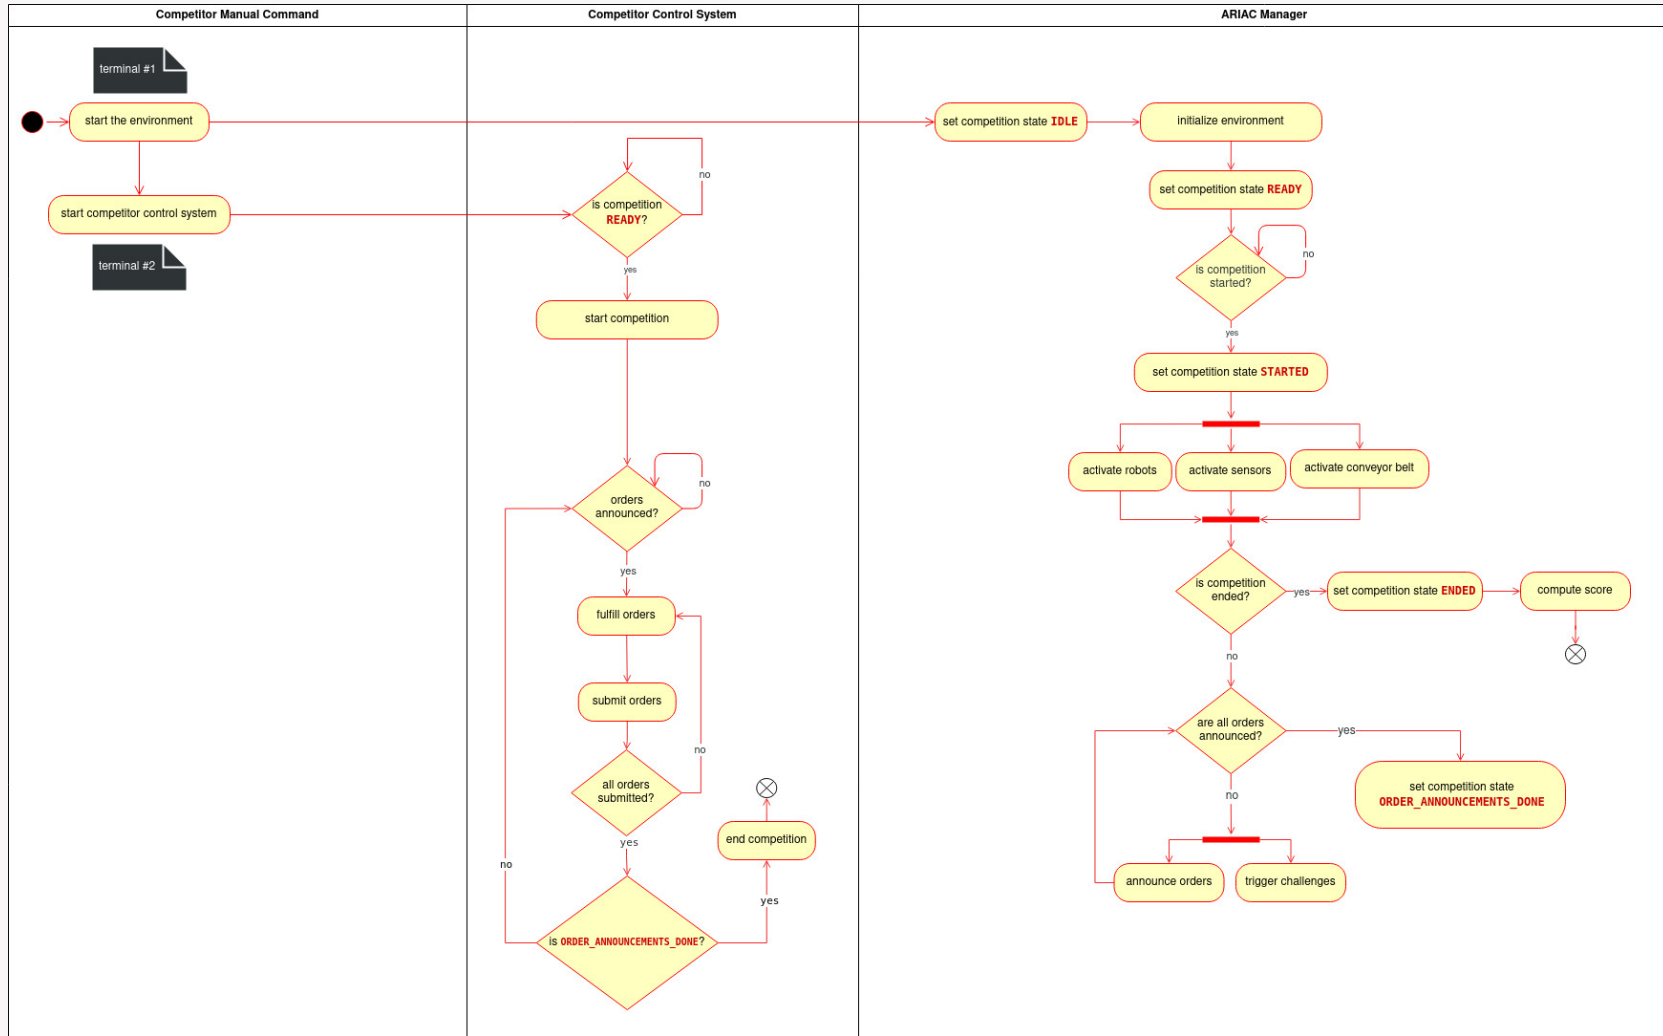 Competitor Manual Command
Competitor Control System
ARIAC Manager
terminal #1
start the environment
start competitor control system
terminal #2
is competition
READY?
no
yes
start competition
orders
announced?
no
yes
fulfill orders
submit orders
all orders
submitted?
no
yes
is ORDER_ANNOUNCEMENTS_DONE?
no
yes
end competition
set competition state IDLE
initialize environment
set competition state READY
is competition
started?
no
yes
set competition state STARTED
activate robots
activate sensors
activate conveyor belt
is competition
ended?
yes
set competition state ENDED
compute score
no
are all orders
announced?
yes
set competition state
ORDER_ANNOUNCEMENTS_DONE
no
announce orders
trigger challenges